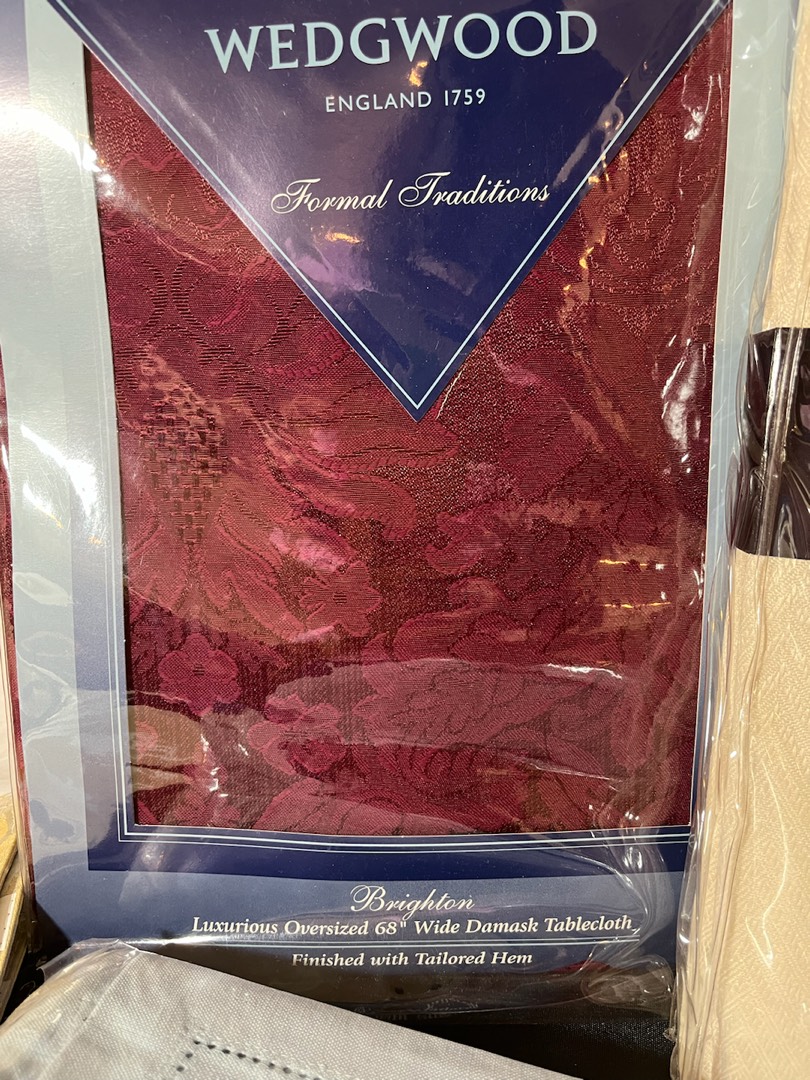 WEDGWOOD
ENGLAND 1759
Formal Traditions
Brighton
Luxurious Oversized 68" Wide Damask Tablecloth
Finished with Tailored Hem